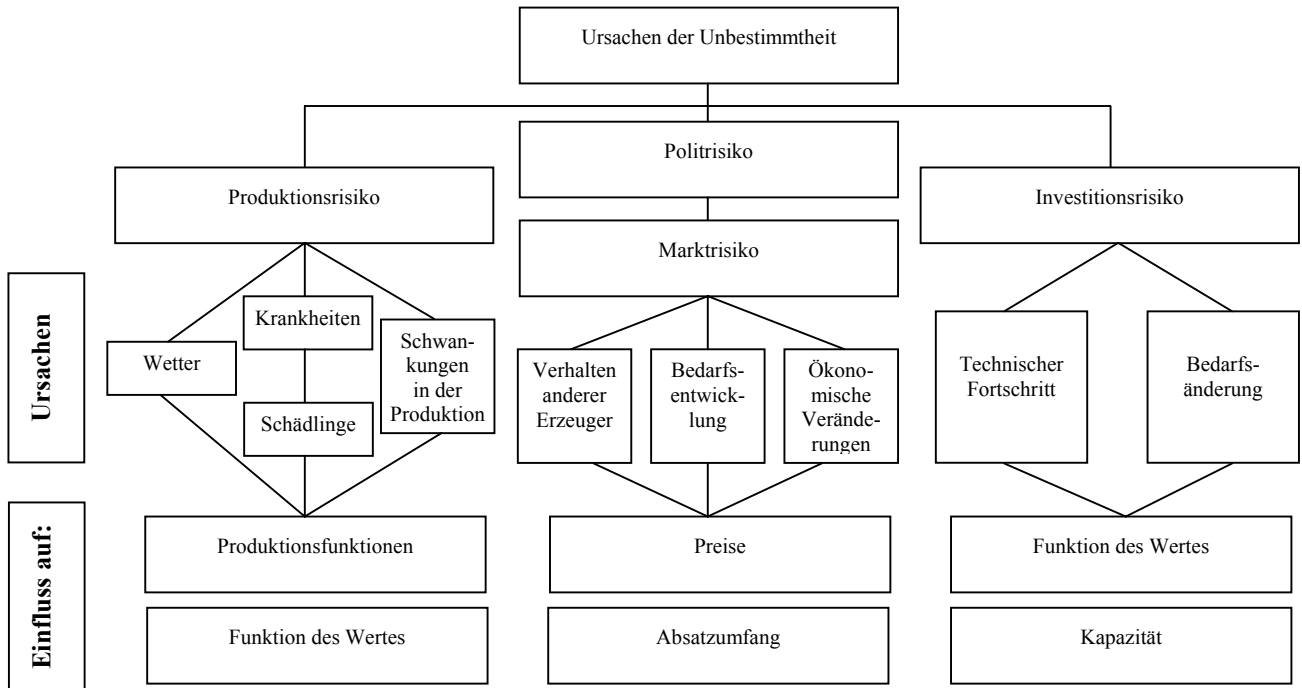 Ursachen der Unbestimmtheit
Politrisiko
Produktionsrisiko
Investitionsrisiko
Marktrisiko
Ursachen
Wetter
Krankheiten
Schädlinge
Schwan-
kungen
in der
Produktion
Verhalten
anderer
Erzeuger
Bedarfs-
entwick-
lung
Ökono-
mische
Verände-
rungen
Technischer
Fortschritt
Bedarfs-
änderung
Einfluss auf:
Produktionsfunktionen
Preise
Funktion des Wertes
Funktion des Wertes
Absatzumfang
Kapazität